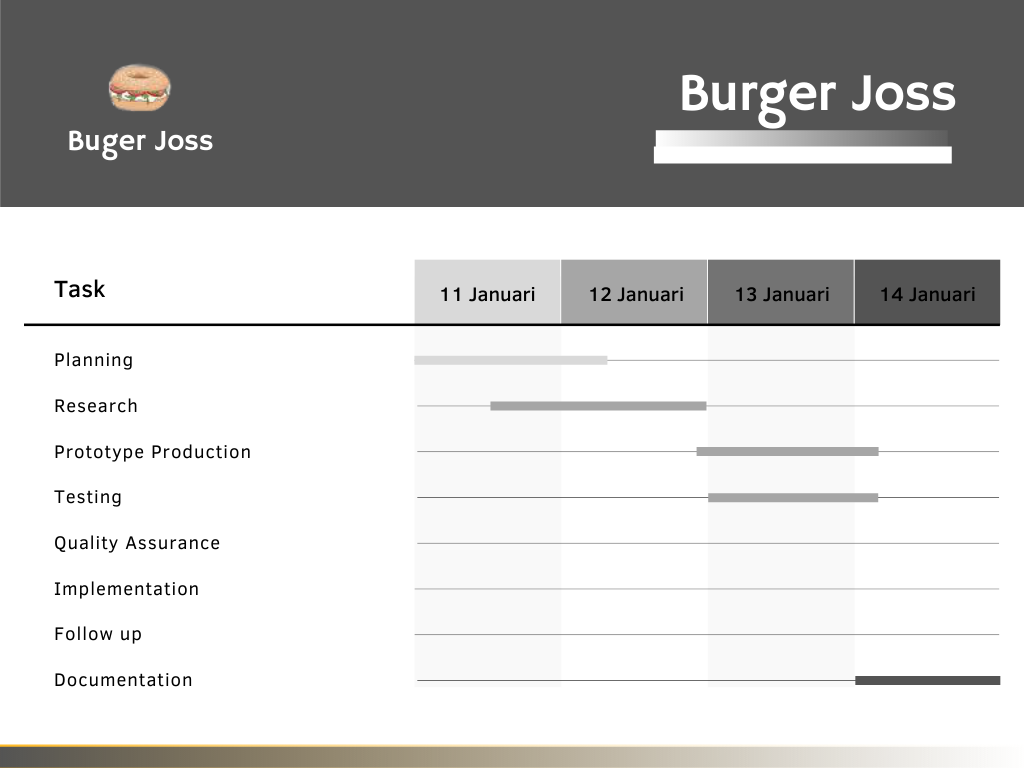 Buger Joss
Burger Joss
Task
11 Januari
12 Januari
13 Januari
14 Januari
Planning
Research
Prototype Production
Testing
Quality Assurance
Implementation
Follow up
Documentation